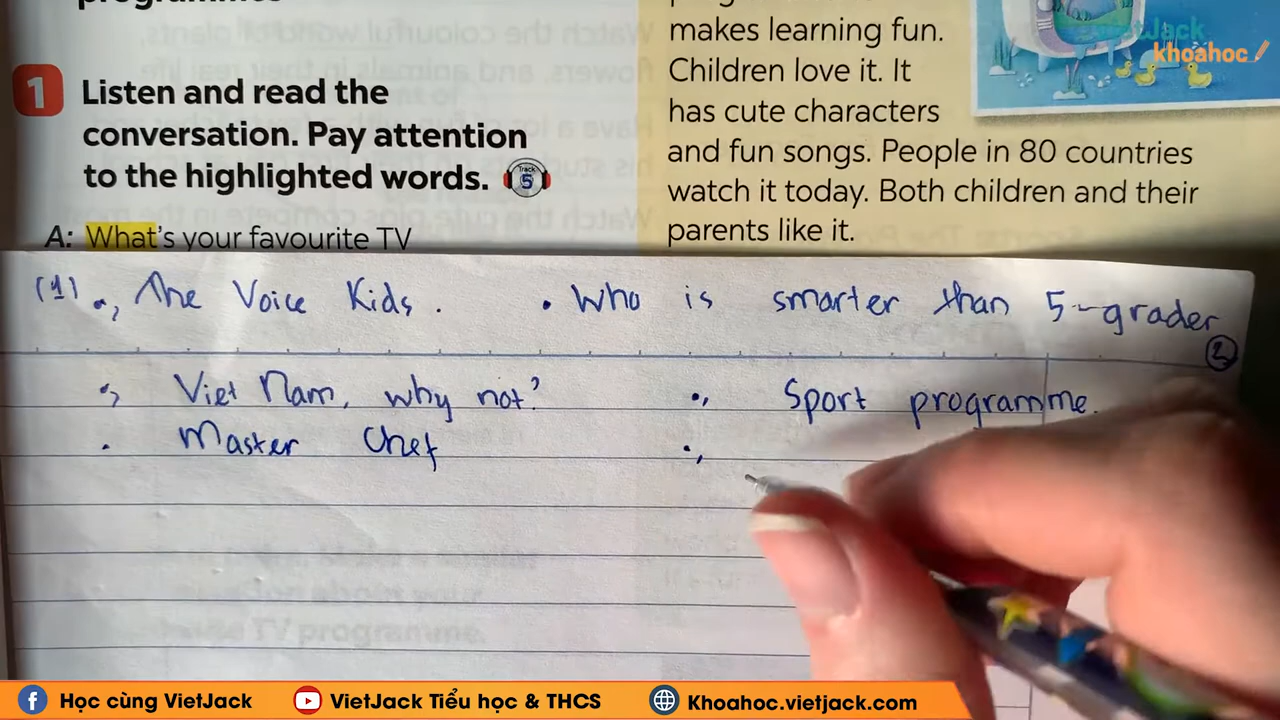 makes learning fun.
Children love it. It
has cute characters
and fun songs. People in 80 countries
watch it today. Both children and their
parents like it.
VietJack
khoahoc
1 Listen and read the
conversation. Pay attention
to the highlighted words. Track 5
A: What's your favourite TV
(1) The Voice Kids. • Who is smarter than 5-grader
Viet Nam, why not? Sport programme.
• Master Chef
Học cùng VietJack VietJack Tiểu học & THCS Khoahoc.vietjack.com